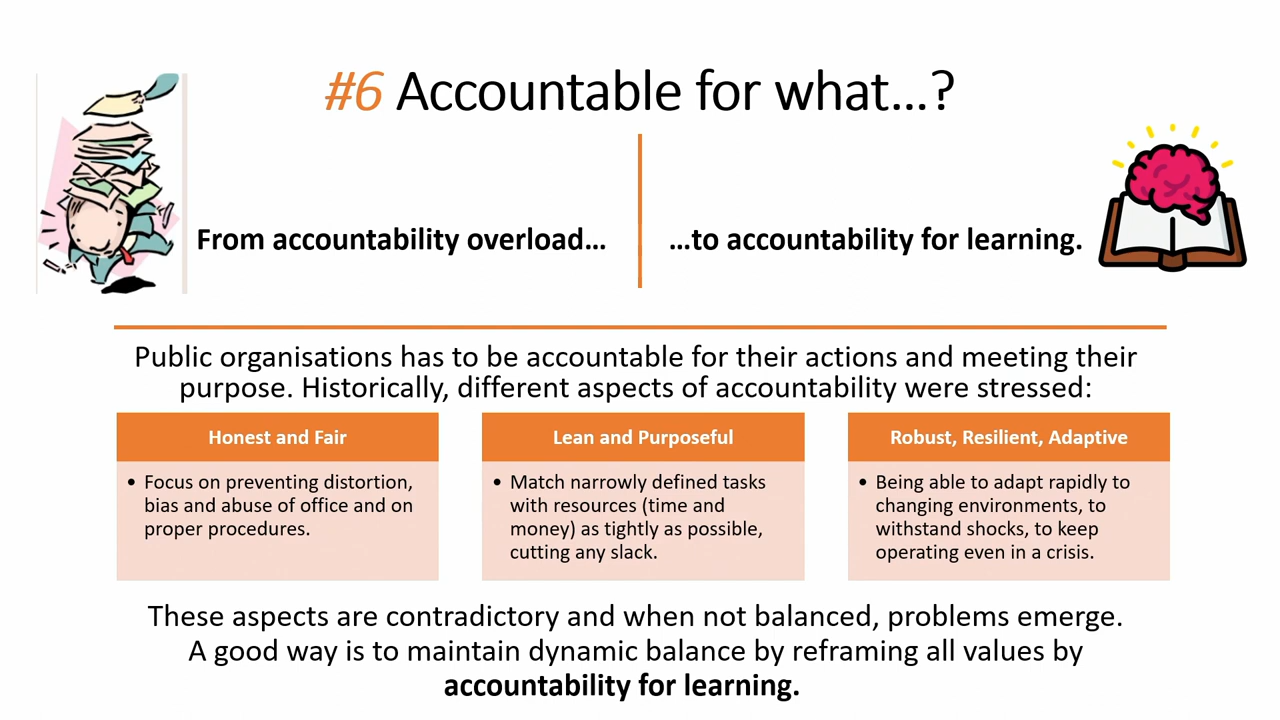 #6 Accountable for what...?
From accountability overload...
...to accountability for learning.
Public organisations has to be accountable for their actions and meeting their
purpose. Historically, different aspects of accountability were stressed:
Honest and Fair
• Focus on preventing distortion,
bias and abuse of office and on
proper procedures.
Lean and Purposeful
• Match narrowly defined tasks
with resources (time and
money) as tightly as possible,
cutting any slack.
Robust, Resilient, Adaptive
• Being able to adapt rapidly to
changing environments, to
withstand shocks, to keep
operating even in a crisis.
These aspects are contradictory and when not balanced, problems emerge.
A good way is to maintain dynamic balance by reframing all values by
accountability for learning.